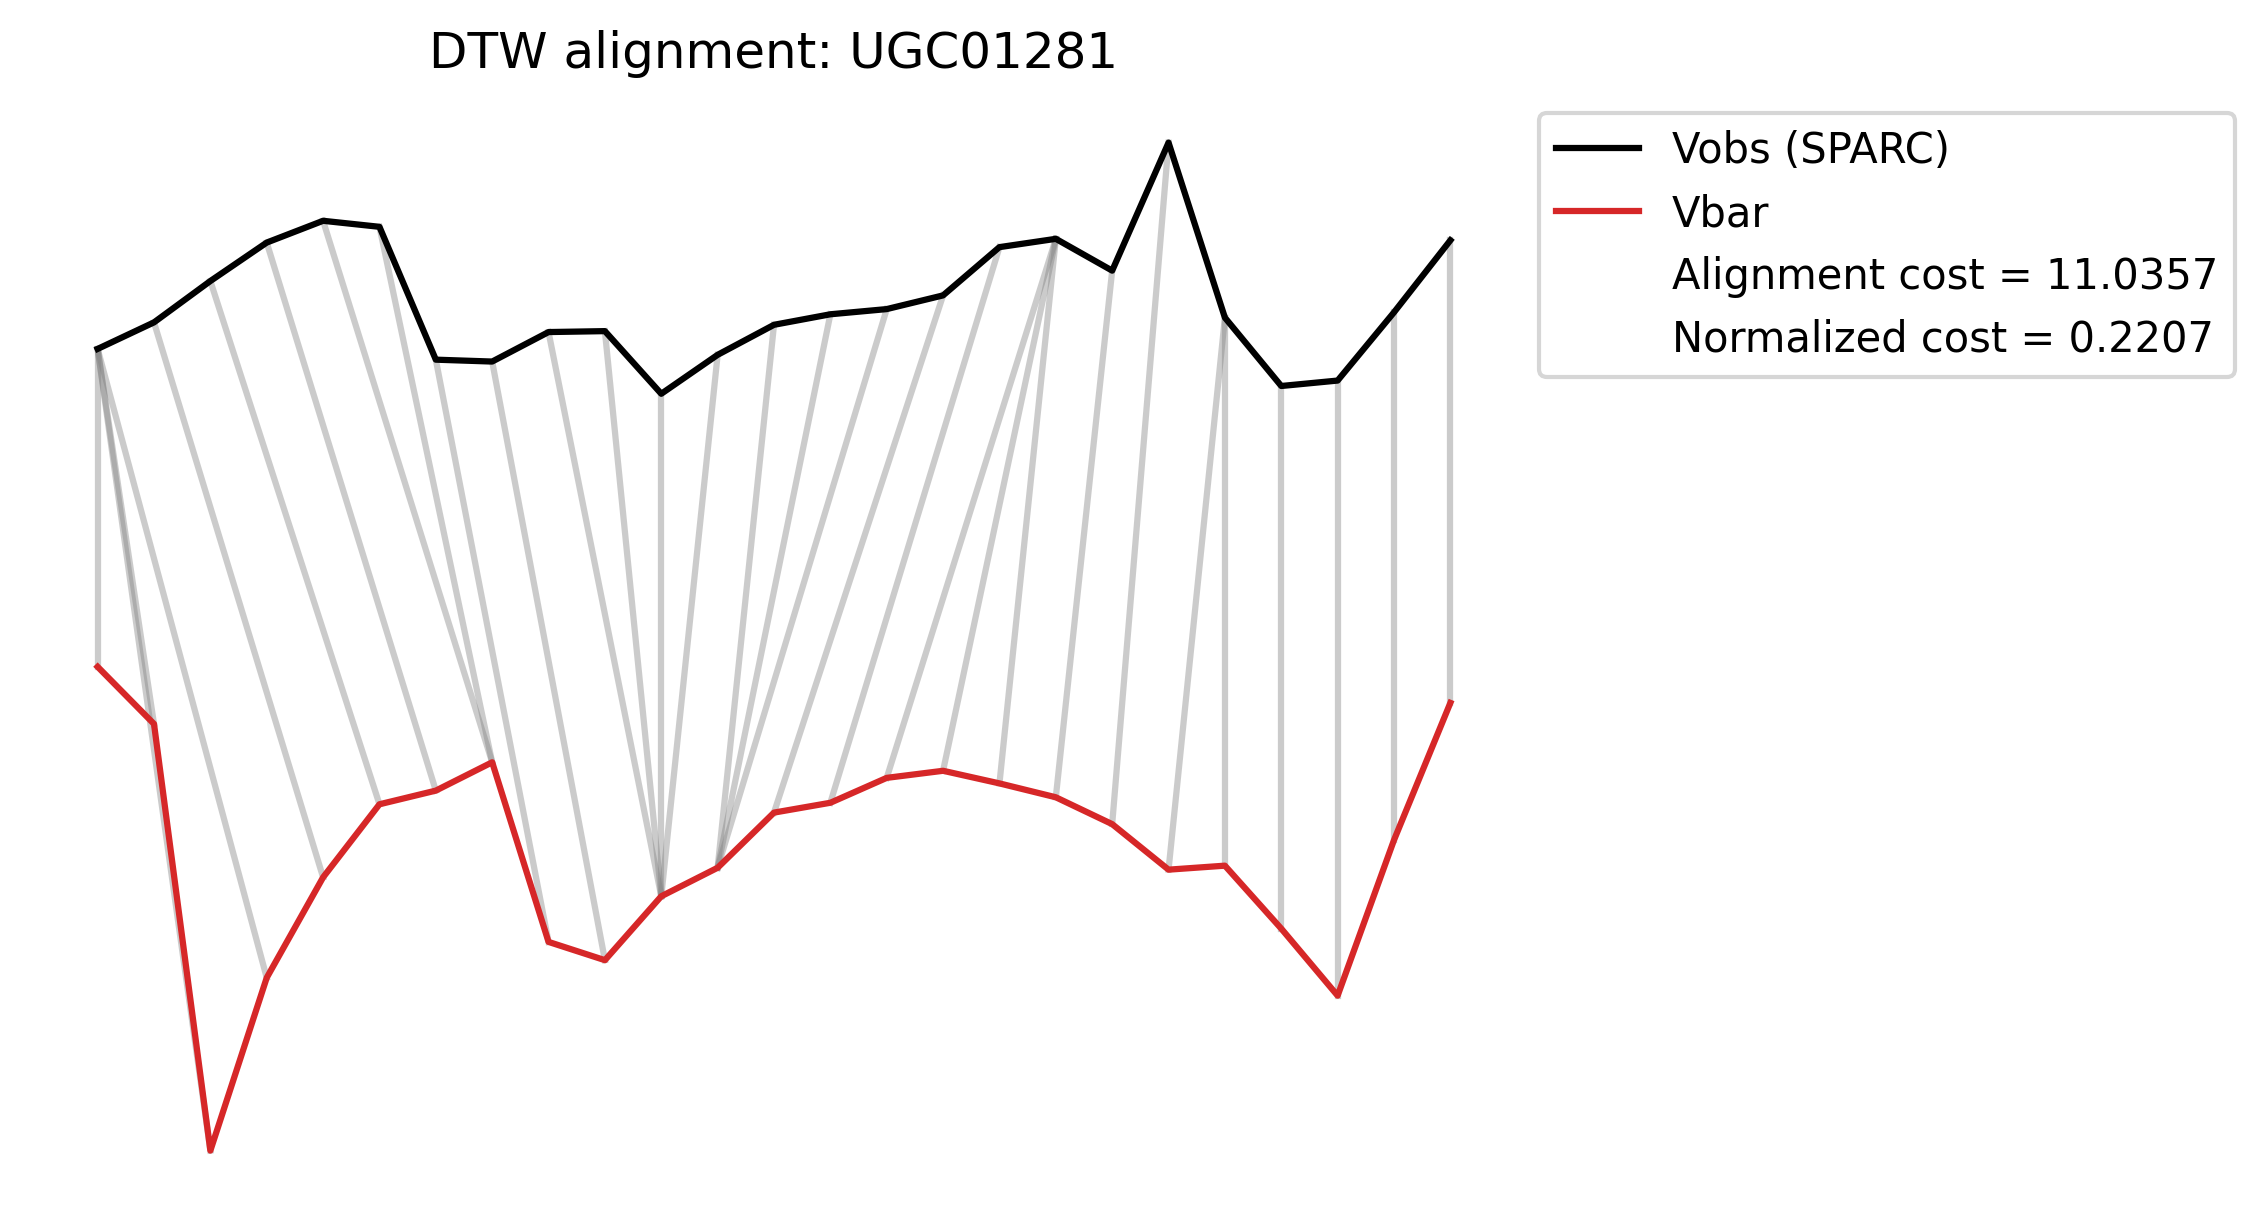 DTW alignment: UGC01281
Vobs (SPARC)
Vbar
Alignment cost = 11.0357
Normalized cost = 0.2207